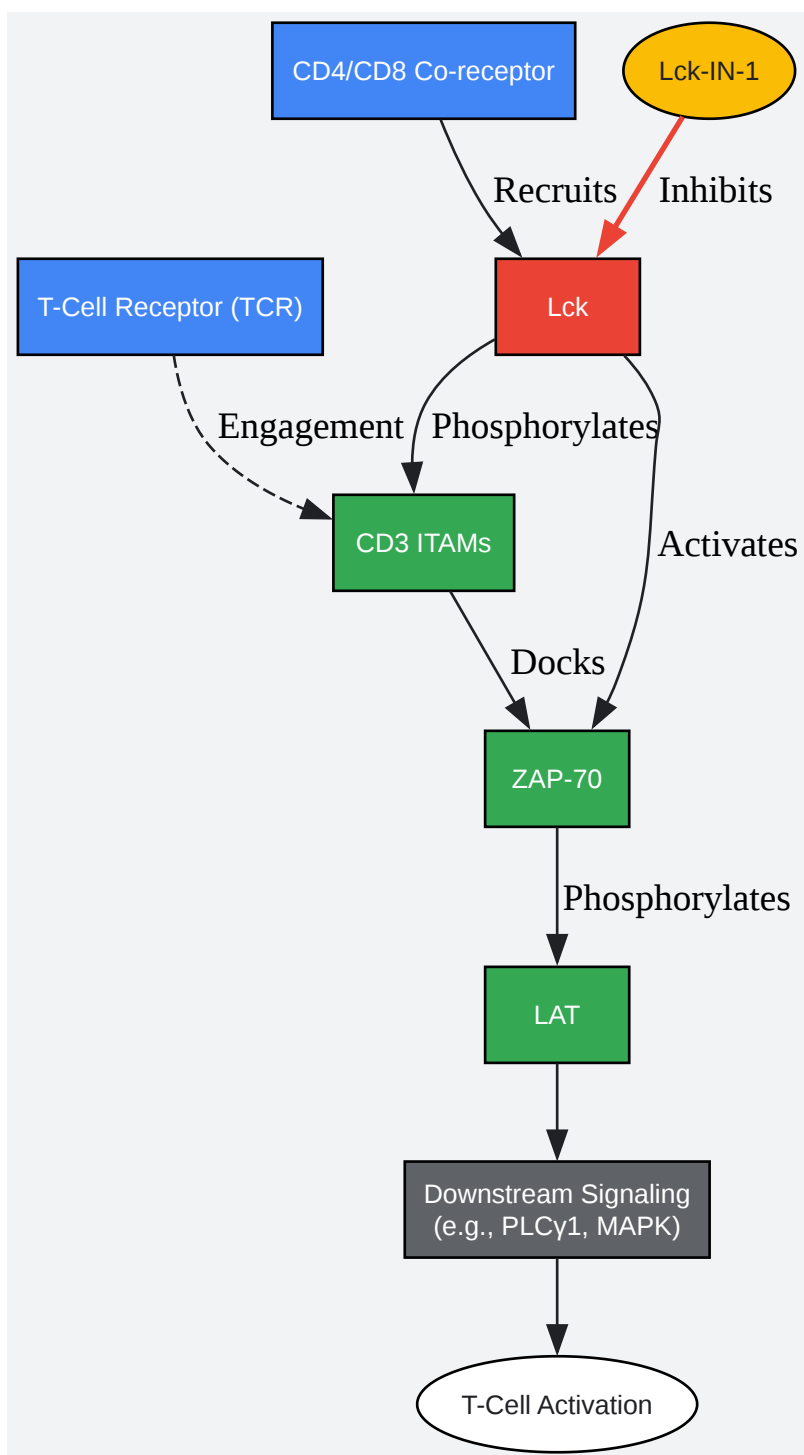 CD4/CD8 Co-receptor
Lck-IN-1
Recruits
Inhibits
T-Cell Receptor (TCR)
Lck
Engagement
Phosphorylates
CD3 ITAMs
Activates
Docks
ZAP-70
Phosphorylates
LAT
Downstream Signaling
(e.g., PLCγ1, MAPK)
T-Cell Activation